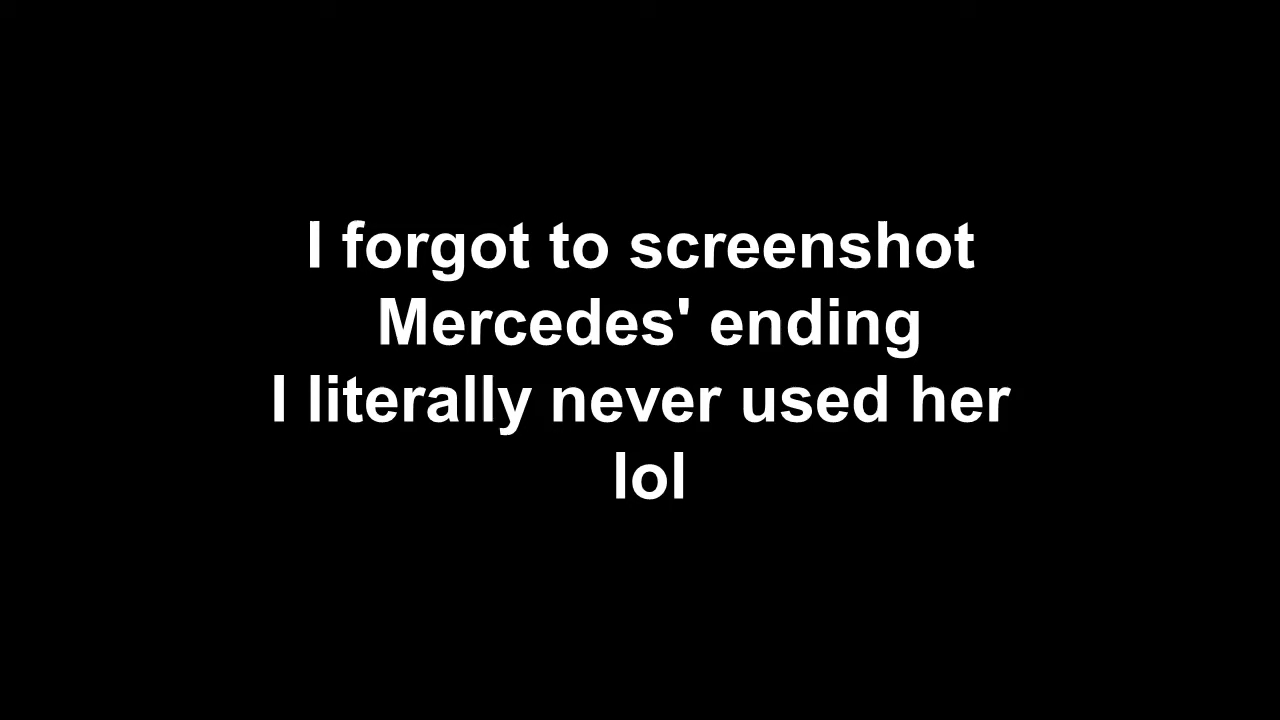 I forgot to screenshot
Mercedes' ending
I literally never used her
lol